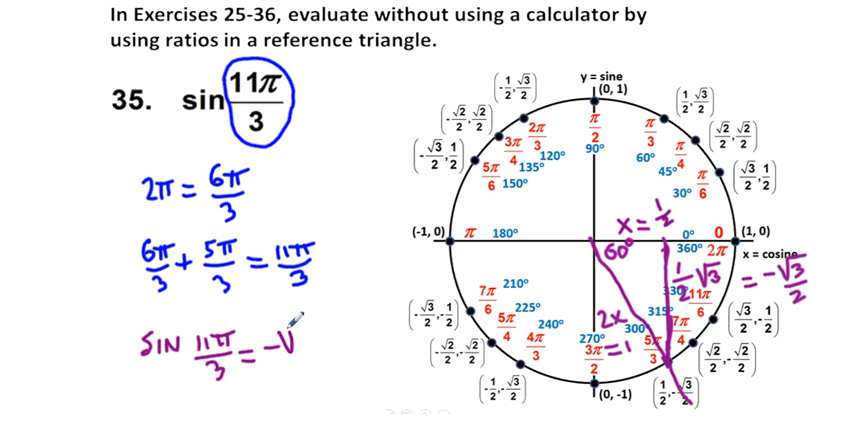 In Exercises 25-36, evaluate without using a calculator by
using ratios in a reference triangle.
35. sin 11π/3
2π = 6π/3
6π/3 + 5π/3 = 11π/3
SIN 11π/3 = -√
y = sine
(0, 1)
π/2
90°
(1/2, √3/2)
π/3
60°
(√2/2, √2/2)
π/4
45°
(√3/2, 1/2)
π/6
30°
(-1/2, √3/2)
2π/3
120°
(-√2/2, √2/2)
3π/4
135°
(-√3/2, 1/2)
5π/6
150°
(-1, 0)
π
180°
0°
0
(1, 0)
360°
2π
x = cosine
x = 1/2
60°
1/2 √3 = -√3/2
2x = 1
7π/6
210°
(-√3/2, -1/2)
5π/4
225°
(-√2/2, -√2/2)
4π/3
240°
(-1/2, -√3/2)
270°
3π/2
(0, -1)
300°
5π/3
(1/2, -√3/2)
315°
7π/4
(√2/2, -√2/2)
330°
11π/6
(√3/2, -1/2)